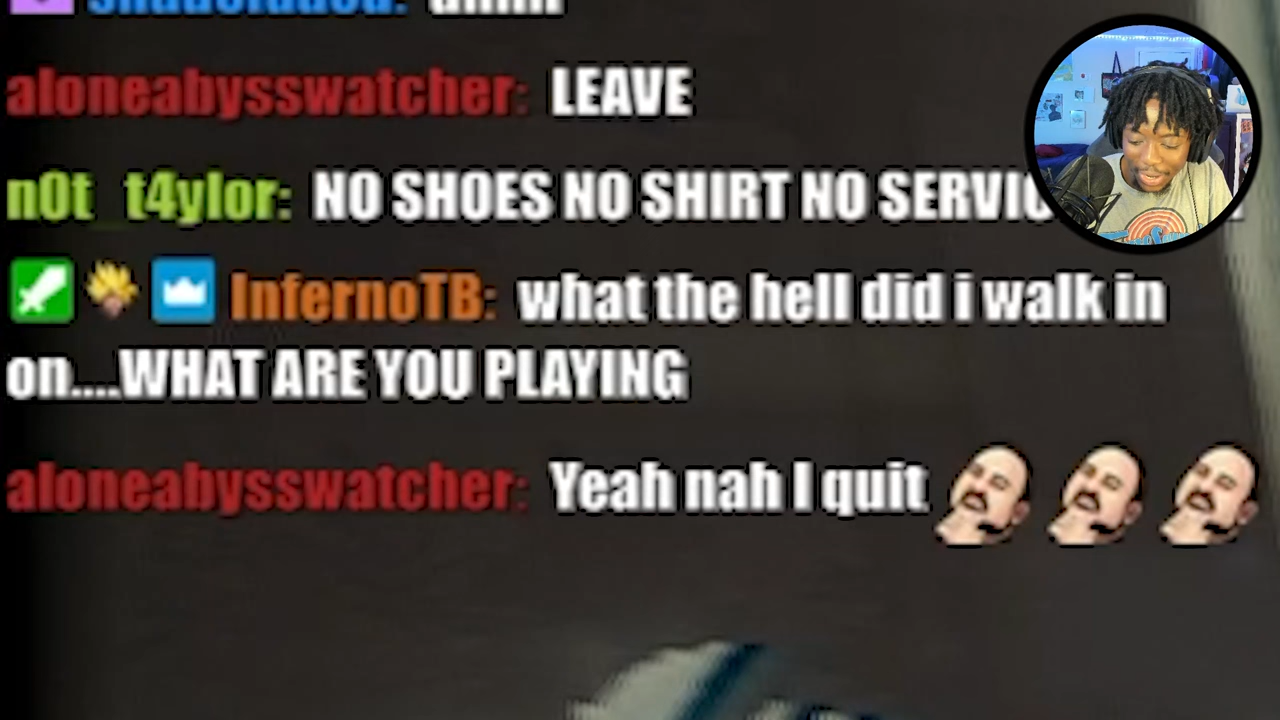 aloneabysswatcher: LEAVE
n0t_t4ylor: NO SHOES NO SHIRT NO
InfernoTB: what the hell did i walk in
on....WHAT ARE YOU PLAYING
aloneabysswatcher: Yeah nah I quit